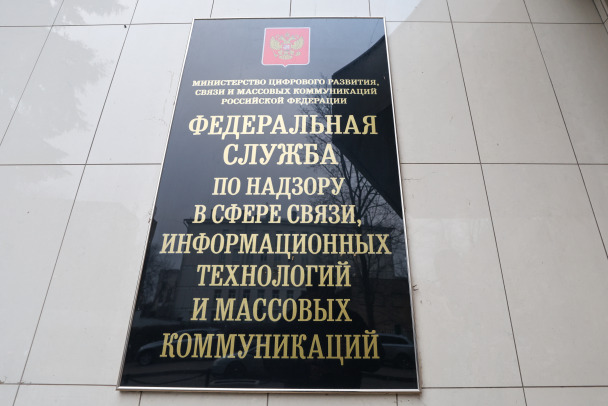 МИНИСТЕРСТВО ЦИФРОВОГО РАЗВИТИЯ,
СВЯЗИ И МАССОВЫХ КОММУНИКАЦИЙ
РОССИЙСКОЙ ФЕДЕРАЦИИ
ФЕДЕРАЛЬНАЯ
СЛУЖБА
ПО НАДЗОРУ
В СФЕРЕ СВЯЗИ,
ИНФОРМАЦИОННЫХ
ТЕХНОЛОГИЙ
И МАССОВЫХ
КОММУНИКАЦИЙ